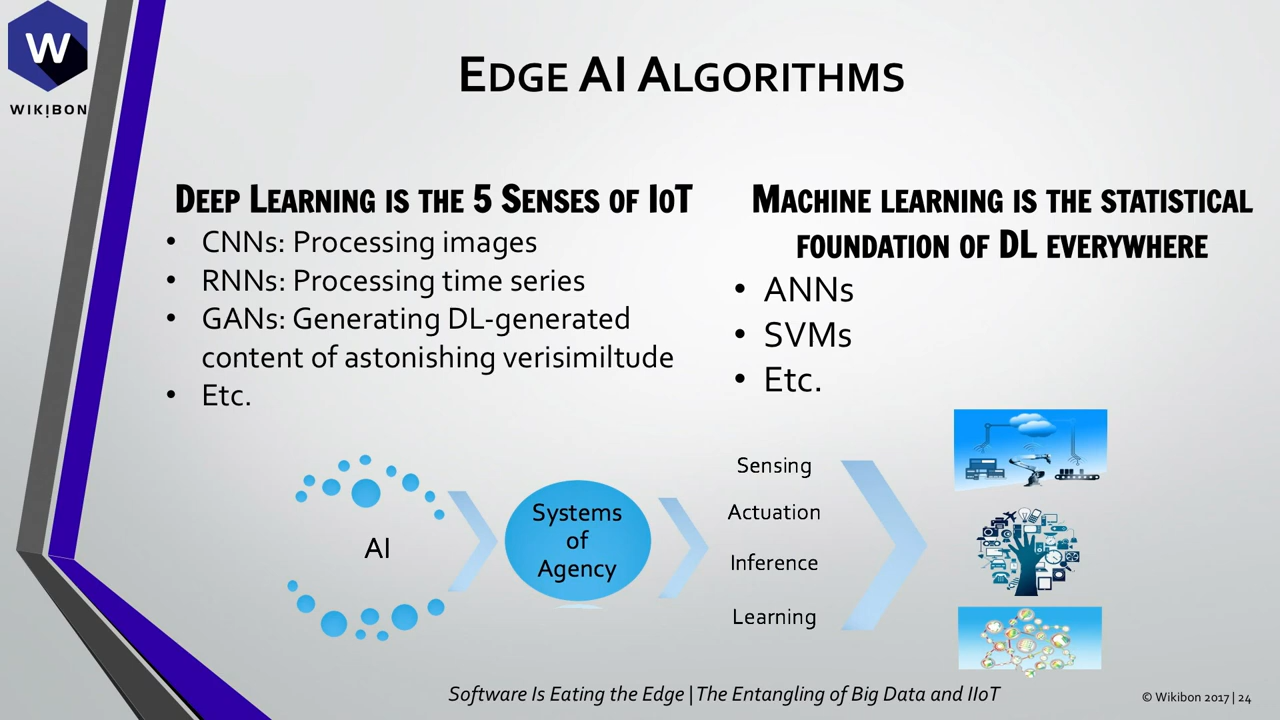 W
WIKIBON
EDGE AI ALGORITHMS
DEEP LEARNING IS THE 5 SENSES OF IOT
• CNNs: Processing images
• RNNs: Processing time series
• GANs: Generating DL-generated
content of astonishing verisimiltude
• Etc.
MACHINE LEARNING IS THE STATISTICAL
FOUNDATION OF DL EVERYWHERE
• ANNs
• SVMs
• Etc.
AI
Systems
of
Agency
Sensing
Actuation
Inference
Learning
Software Is Eating the Edge | The Entangling of Big Data and IIoT
© Wikibon 2017 | 24